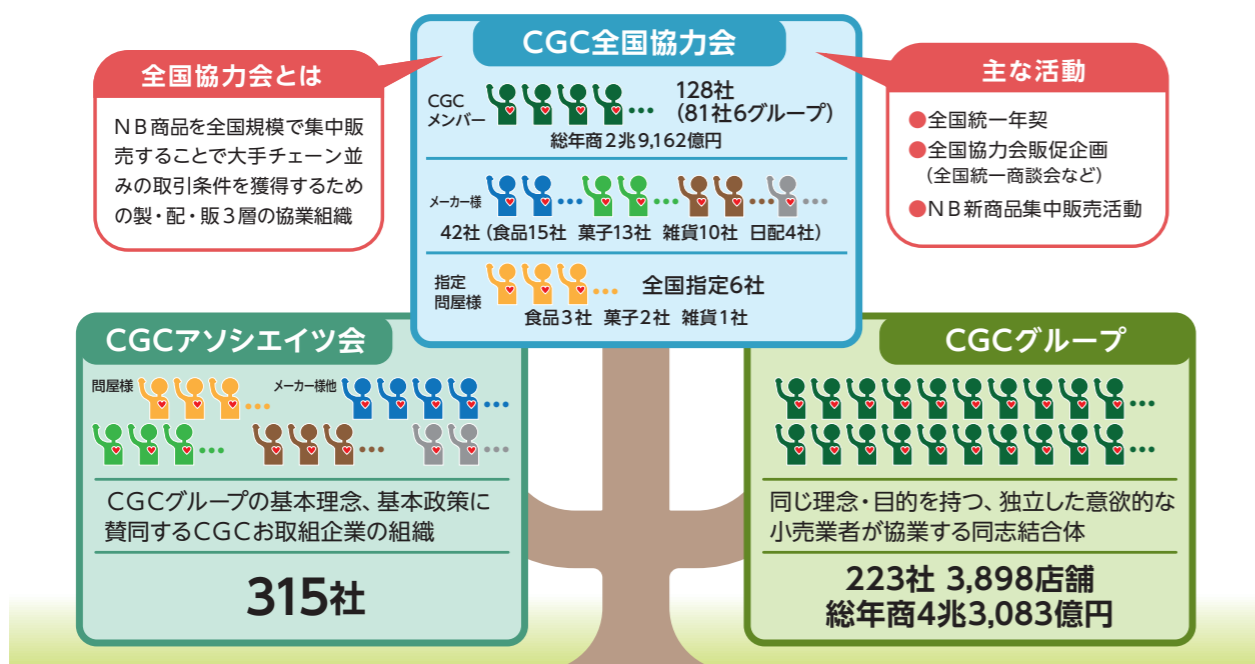 CGC全国協力会
全国協力会とは
NB商品を全国規模で集中販
売することで大手チェーン並
みの取引条件を獲得するため
の製・配・販3層の協業組織
CGC
メンバー
128社
(81社6グループ)
総年商2兆9,162億円
メーカー様
42社(食品15社 菓子13社 雑貨10社 日配4社)
指定
問屋様
全国指定6社
食品3社 菓子2社 雑貨1社
主な活動
●全国統一年契
●全国協力会販促企画
(全国統一商談会など)
●NB新商品集中販売活動
CGCアソシエイツ会
問屋様
メーカー様他
CGCグループの基本理念、基本政策に
賛同するCGCお取組企業の組織
315社
CGCグループ
同じ理念・目的を持つ、独立した意欲的な
小売業者が協業する同志結合体
223社 3,898店舗
総年商4兆3,083億円